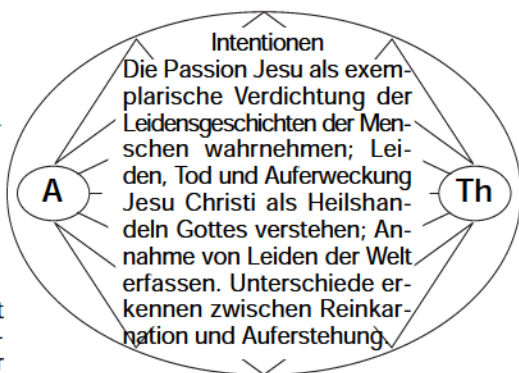 Intentionen
Die Passion Jesu als exem-
plarische Verdichtung der
Leidensgeschichten der Men-
schen wahrnehmen; Lei-
den, Tod und Auferweckung
A
Th
Jesu Christi als Heilshan-
deln Gottes verstehen; An-
nahme von Leiden der Welt
erfassen. Unterschiede er-
kennen zwischen Reinkar-
nation und Auferstehung.